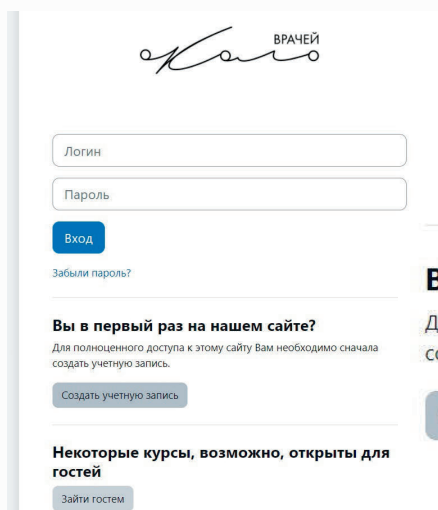 Коло
ВРАЧЕЙ
Логин
Пароль
Вход
Забыли пароль?
Вы в первый раз на нашем сайте?
Для полноценного доступа к этому сайту Вам необходимо сначала
создать учетную запись.
Создать учетную запись
Некоторые курсы, возможно, открыты для
гостей
Зайти гостем